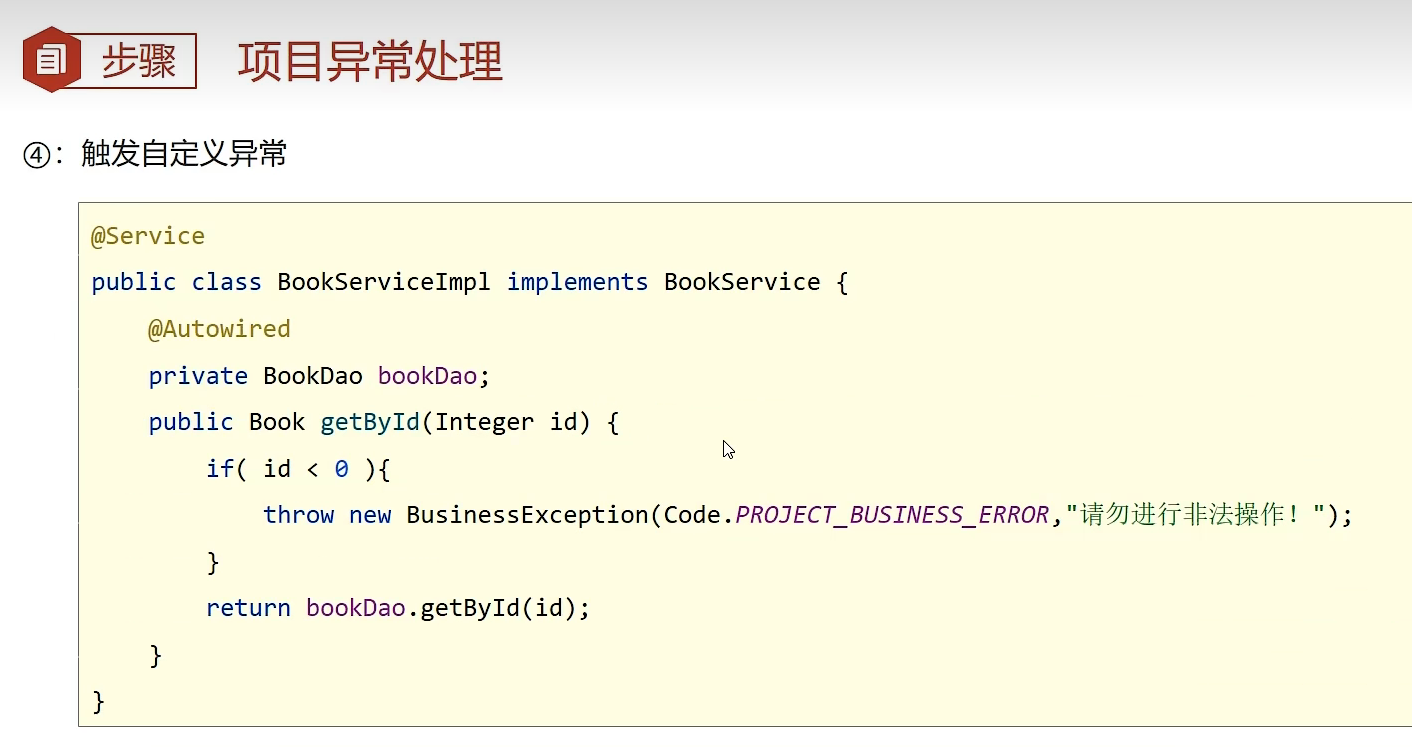 步骤 项目异常处理
④：触发自定义异常
@Service
public class BookServiceImpl implements BookService {
    @Autowired
    private BookDao bookDao;
    public Book getById(Integer id) {
        if( id < 0 ){
            throw new BusinessException(Code.PROJECT_BUSINESS_ERROR,"请勿进行非法操作！");
        }
        return bookDao.getById(id);
    }
}